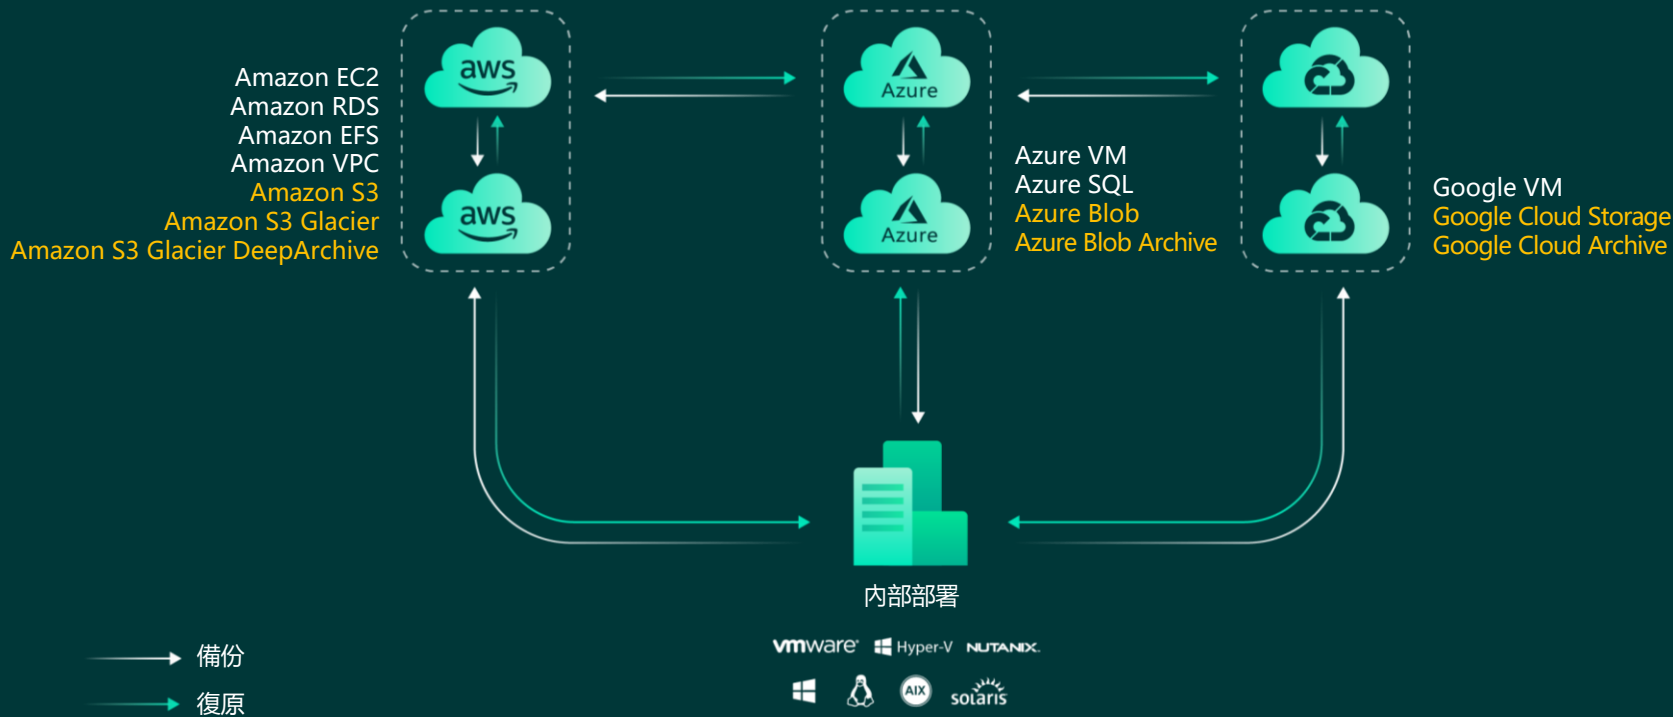 aws
Azure
Amazon EC2
Amazon RDS
Amazon EFS
Amazon VPC
Amazon S3
Amazon S3 Glacier
Amazon S3 Glacier DeepArchive
aws
Azure
Azure VM
Azure SQL
Azure Blob
Azure Blob Archive
Google VM
Google Cloud Storage
Google Cloud Archive
內部部署
備份
復原
vmware®
Hyper-V
NUTANIX.
AIX
solaris